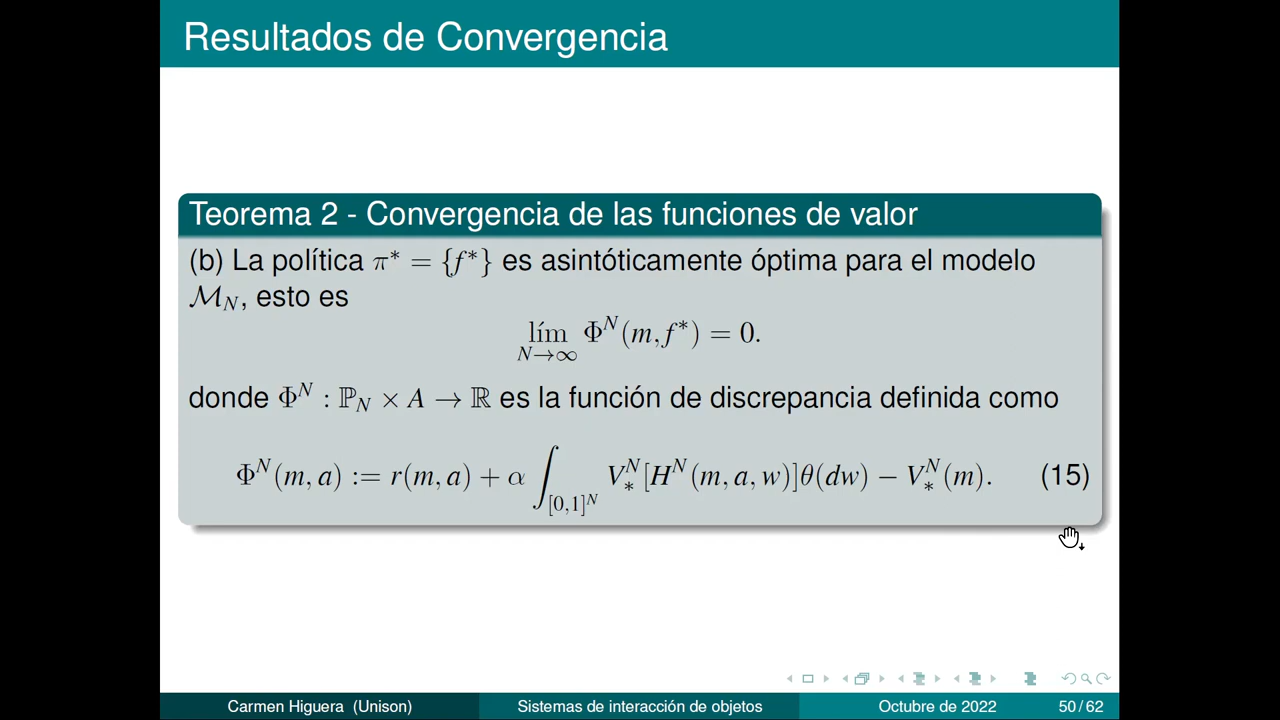 Resultados de Convergencia
Teorema 2 - Convergencia de las funciones de valor
(b) La política π* = {f*} es asintóticamente óptima para el modelo
𝓜_N, esto es
lím_{N→∞} Φ^N(m, f*) = 0.
donde Φ^N : ℙ_N × A → ℝ es la función de discrepancia definida como
Φ^N(m, a) := r(m, a) + α ∫_{[0,1]^N} V_*^N[H^N(m, a, w)]θ(dw) − V_*^N(m). (15)
Carmen Higuera (Unison) Sistemas de interacción de objetos Octubre de 2022 50 / 62